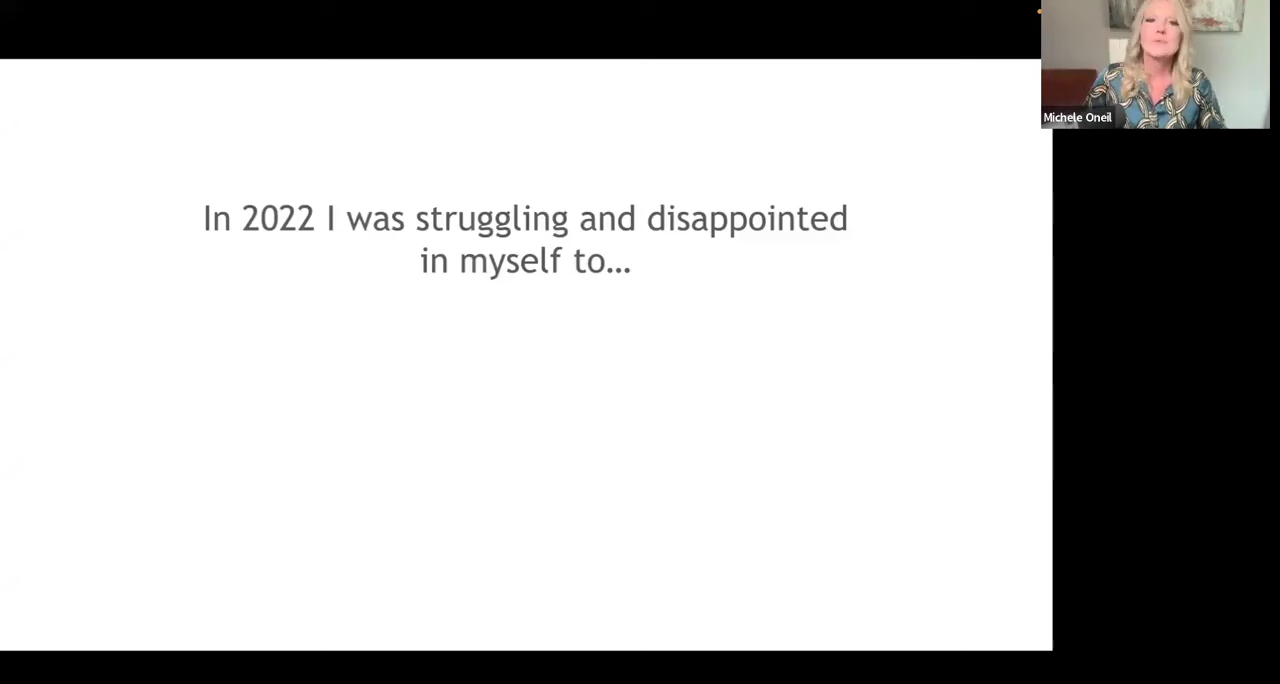 Michele Oneil
In 2022 I was struggling and disappointed
in myself to…